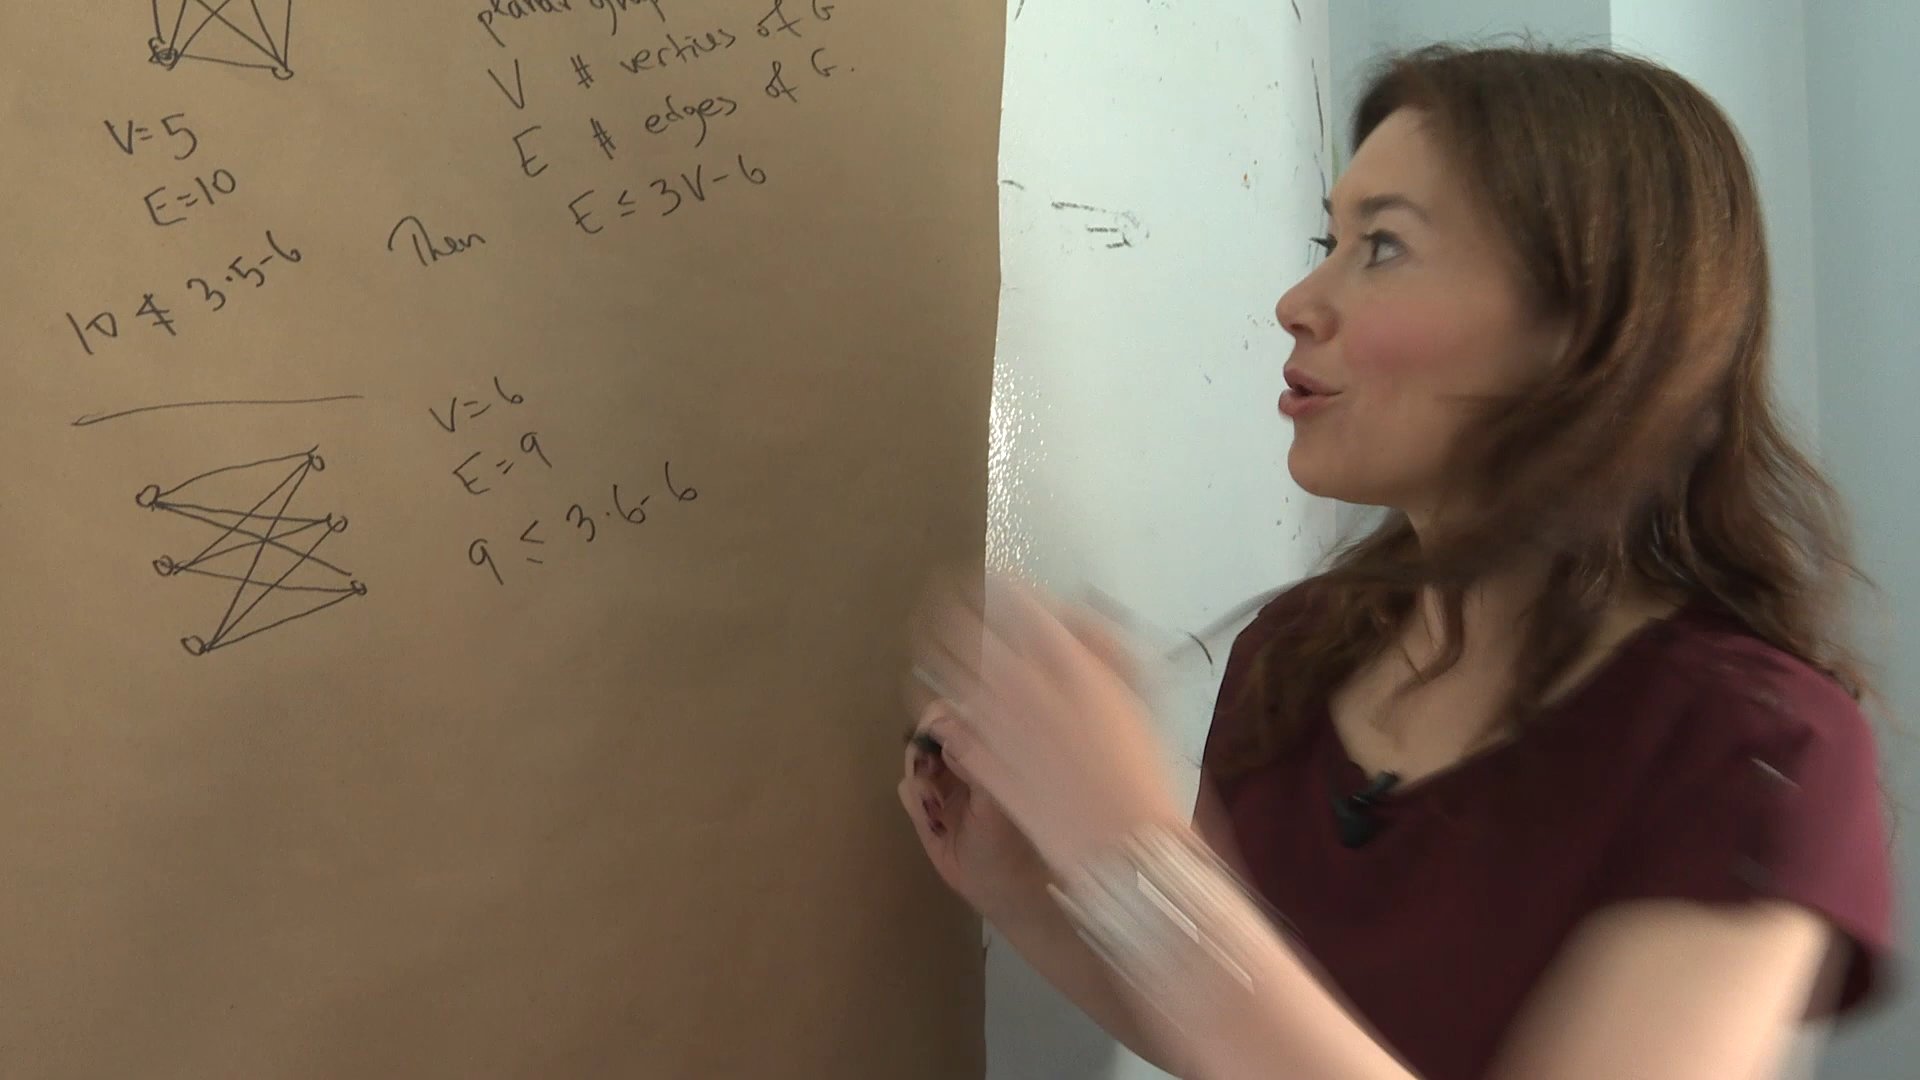 planar
V # vertices of G
E # edges of G.
Then E ≤ 3V-6
V=5
E=10
10 ≰ 3·5-6
V=6
E=9
9 ≤ 3·6-6